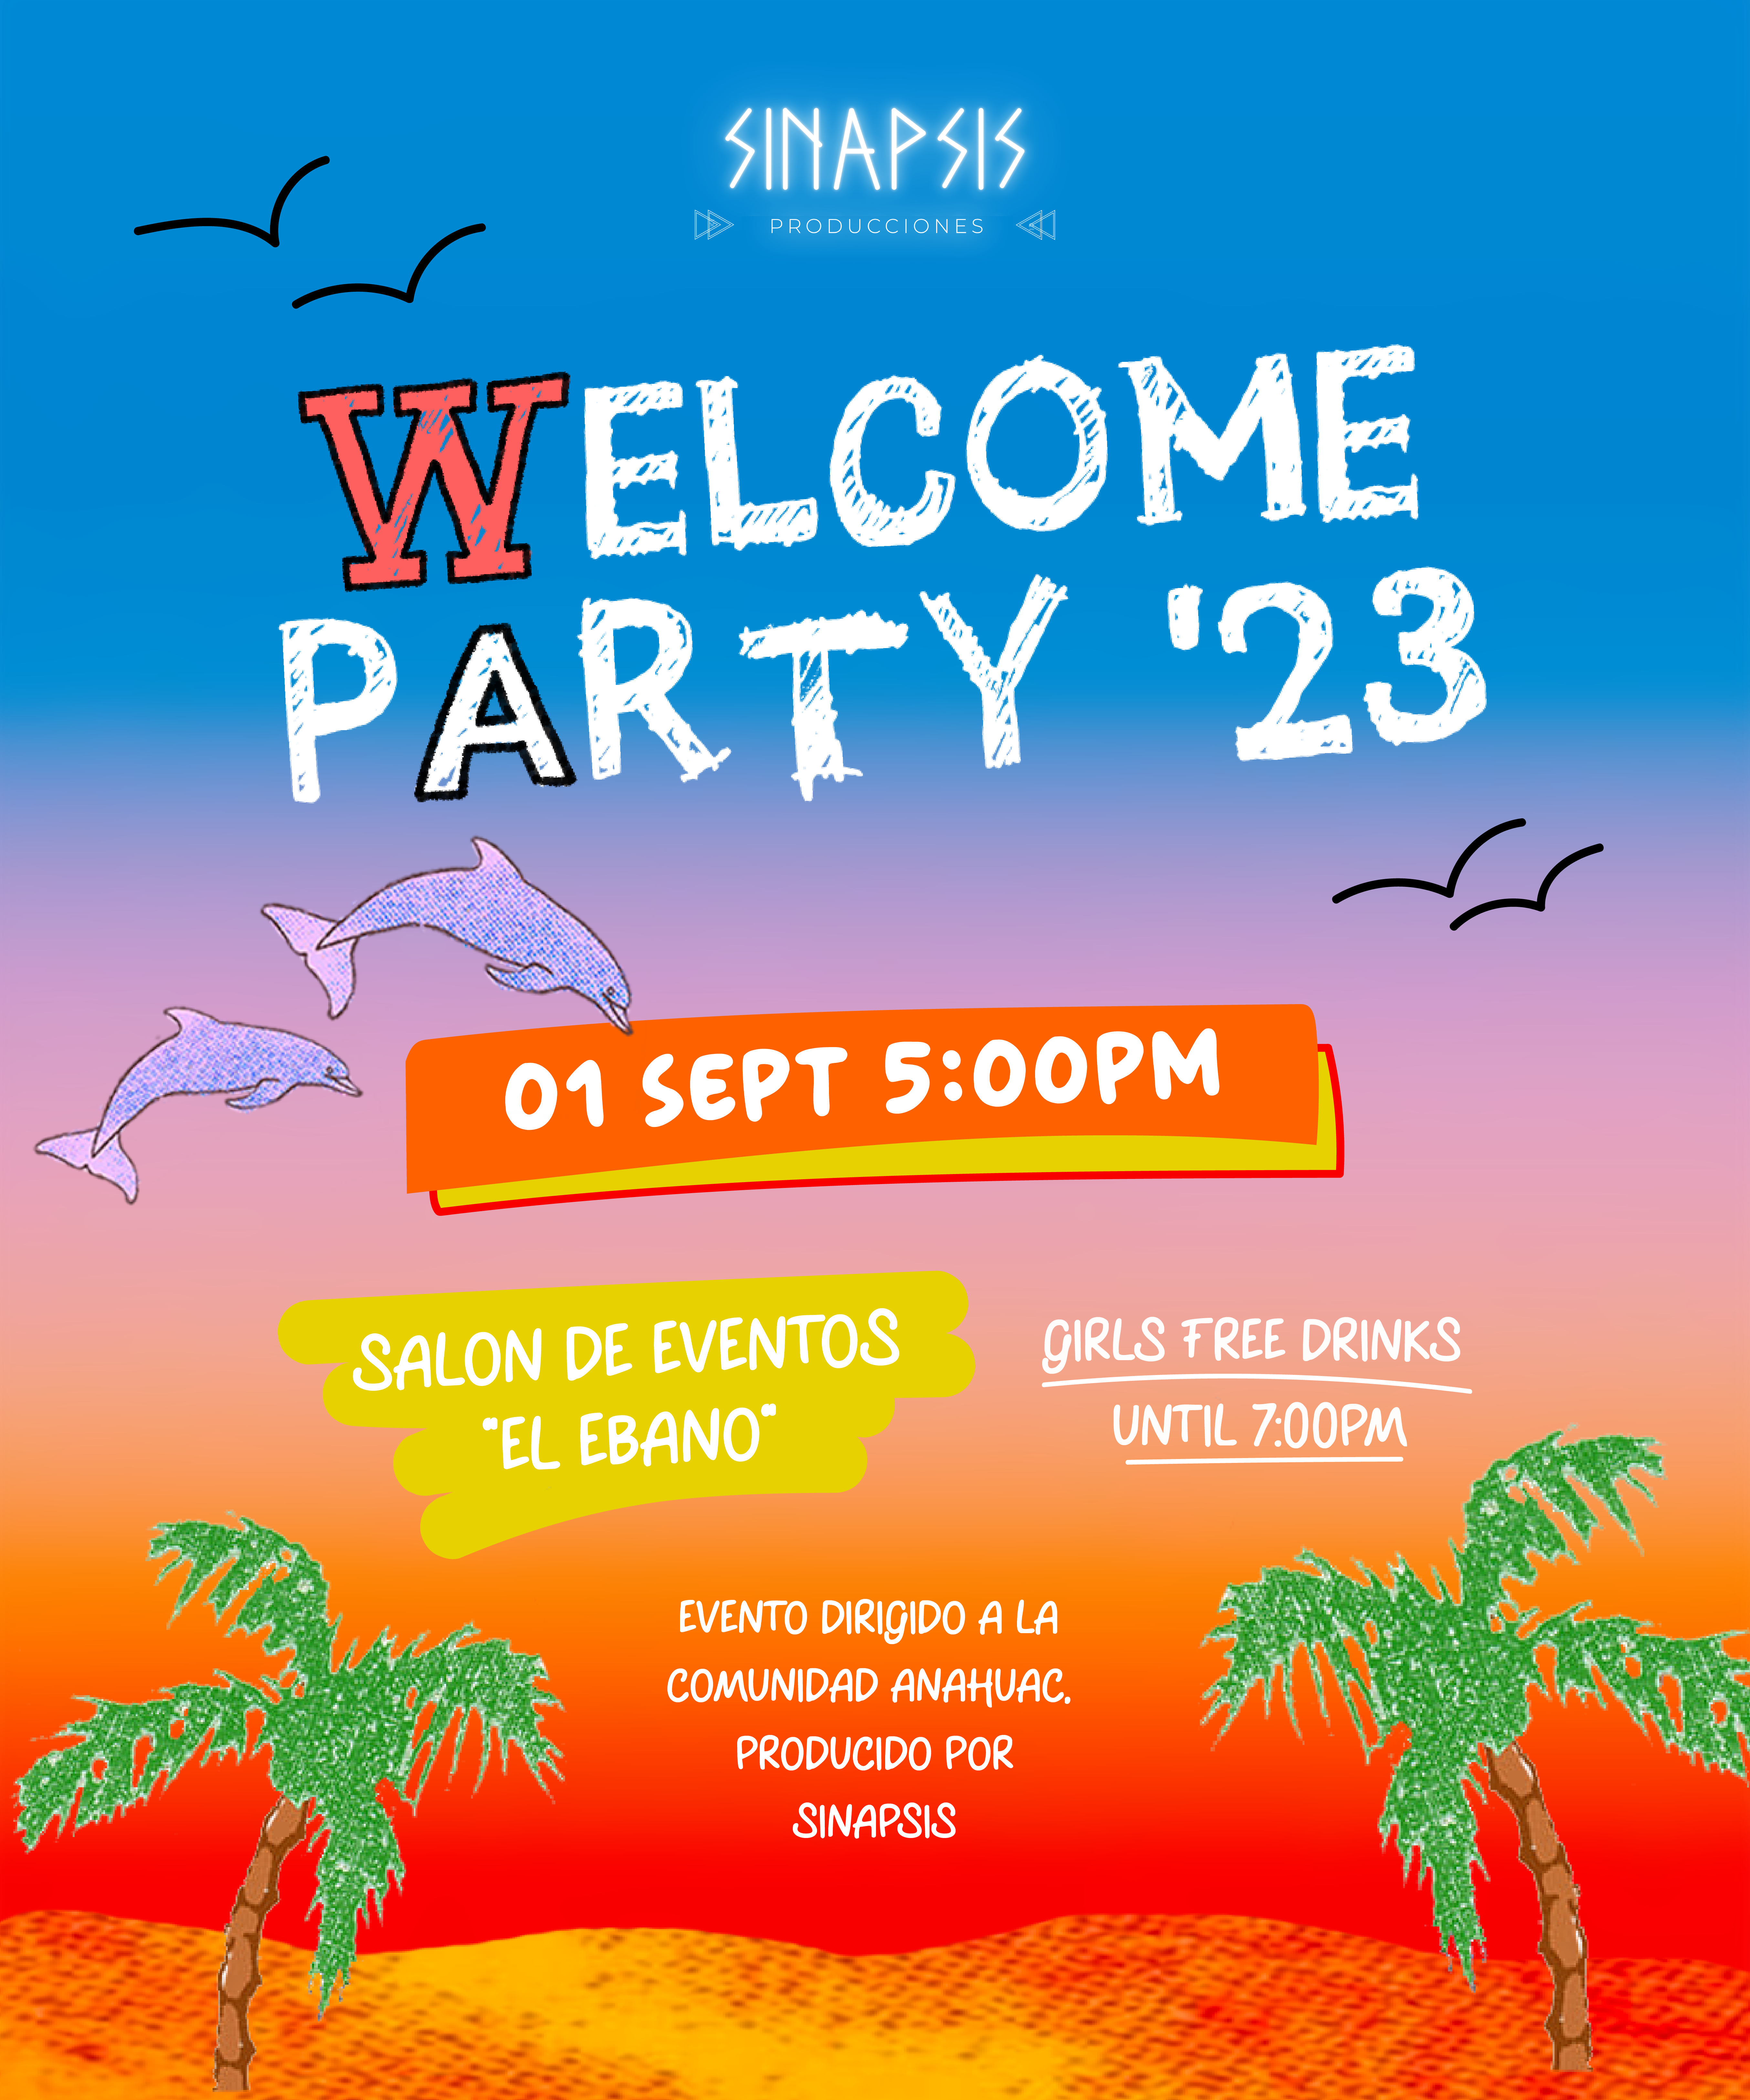 SINAPSIS
PRODUCCIONES
WELCOME
PARTY '23
01 SEPT 5:00PM
SALON DE EVENTOS
"EL EBANO"
GIRLS FREE DRINKS
UNTIL 7:00PM
EVENTO DIRIGIDO A LA
COMUNIDAD ANAHUAC.
PRODUCIDO POR
SINAPSIS